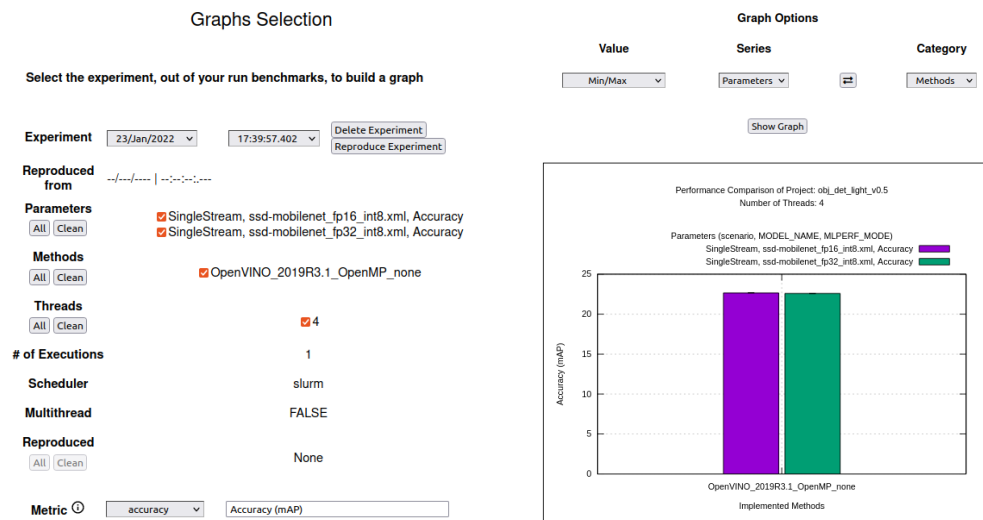 Graphs Selection
Select the experiment, out of your run benchmarks, to build a graph
Experiment 23/Jan/2022 17:39:57.402 Delete Experiment
Reproduce Experiment
Reproduced
from --/---/---- | --:--:--:.---
Parameters
All Clean
SingleStream, ssd-mobilenet_fp16_int8.xml, Accuracy
SingleStream, ssd-mobilenet_fp32_int8.xml, Accuracy
Methods
All Clean
OpenVINO_2019R3.1_OpenMP_none
Threads
All Clean
4
# of Executions 1
Scheduler slurm
Multithread FALSE
Reproduced
All Clean
None
Metric accuracy Accuracy (mAP)
Graph Options
Value Series Category
Min/Max Parameters Methods
Show Graph
Performance Comparison of Project: obj_det_light_v0.5
Number of Threads: 4
Parameters (scenario, MODEL_NAME, MLPERF_MODE)
SingleStream, ssd-mobilenet_fp16_int8.xml, Accuracy
SingleStream, ssd-mobilenet_fp32_int8.xml, Accuracy
25
20
15
10
5
0
Accuracy (mAP)
OpenVINO_2019R3.1_OpenMP_none
Implemented Methods